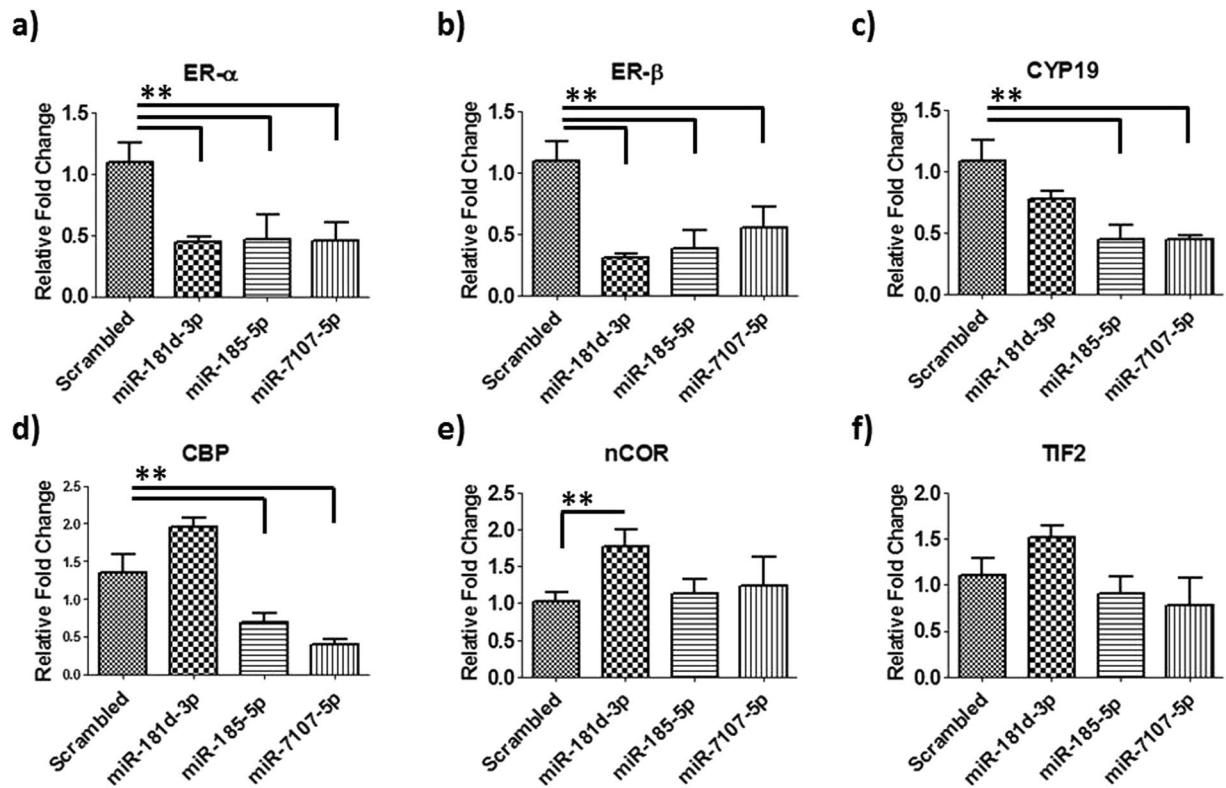 a)
ER-α
**
Relative Fold Change
1.5
1.0
0.5
0.0
Scrambled
miR-181d-3p
miR-185-5p
miR-7107-5p
b)
ER-β
**
Relative Fold Change
1.5
1.0
0.5
0.0
Scrambled
miR-181d-3p
miR-185-5p
miR-7107-5p
c)
CYP19
**
Relative Fold Change
1.5
1.0
0.5
0.0
Scrambled
miR-181d-3p
miR-185-5p
miR-7107-5p
d)
CBP
**
Relative Fold Change
2.5
2.0
1.5
1.0
0.5
0.0
Scrambled
miR-181d-3p
miR-185-5p
miR-7107-5p
e)
nCOR
**
Relative Fold Change
2.5
2.0
1.5
1.0
0.5
0.0
Scrambled
miR-181d-3p
miR-185-5p
miR-7107-5p
f)
TIF2
Relative Fold Change
2.0
1.5
1.0
0.5
0.0
Scrambled
miR-181d-3p
miR-185-5p
miR-7107-5p